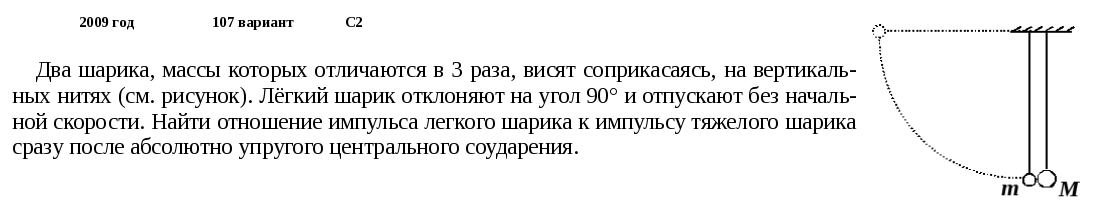 2009 год 107 вариант С2
Два шарика, массы которых отличаются в 3 раза, висят соприкасаясь, на вертикаль-
ных нитях (см. рисунок). Лёгкий шарик отклоняют на угол 90° и отпускают без началь-
ной скорости. Найти отношение импульса легкого шарика к импульсу тяжелого шарика
сразу после абсолютно упругого центрального соударения.
m M